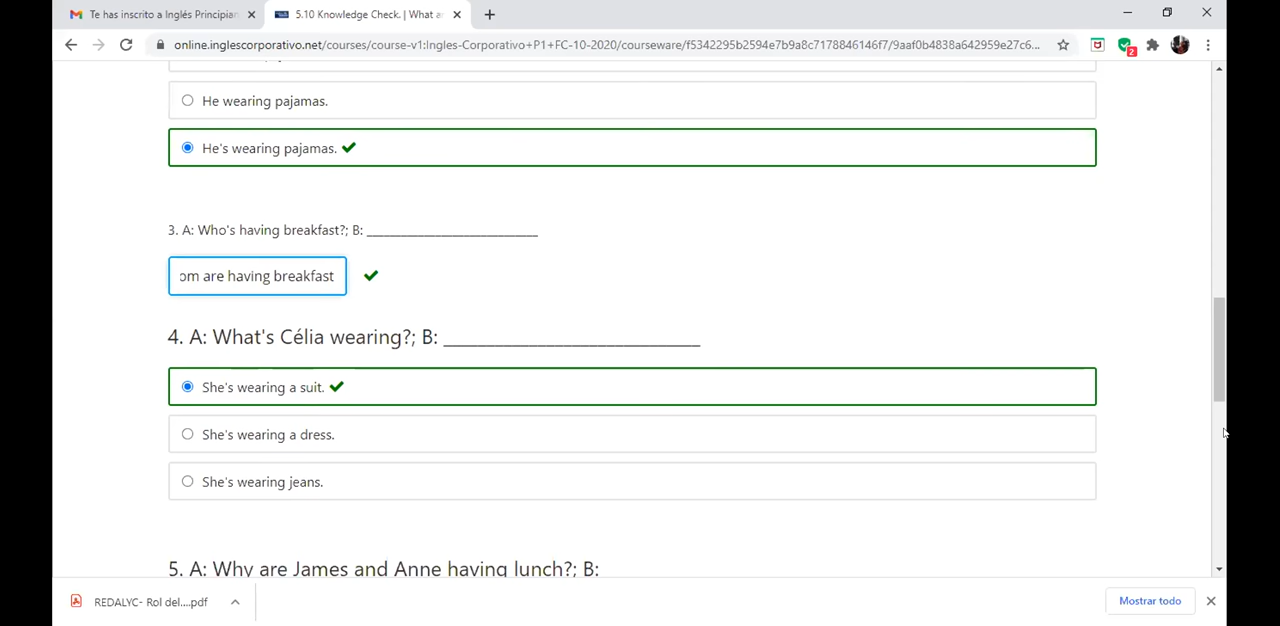 Te has inscrito a Inglés Principian
5.10 Knowledge Check. | What a
online.inglescorporativo.net/courses/course-v1:Ingles-Corporativo+P1+FC-10-2020/courseware/f5342295b2594e7b9a8c7178846146f7/9aaf0b4838a642959e27c6...
2
He wearing pajamas.
He's wearing pajamas.
3. A: Who's having breakfast?; B: ____________________
om are having breakfast
4. A: What's Célia wearing?; B: ____________________
She's wearing a suit.
She's wearing a dress.
She's wearing jeans.
5. A: Why are James and Anne having lunch?; B:
REDALYC- Rol del....pdf
Mostrar todo